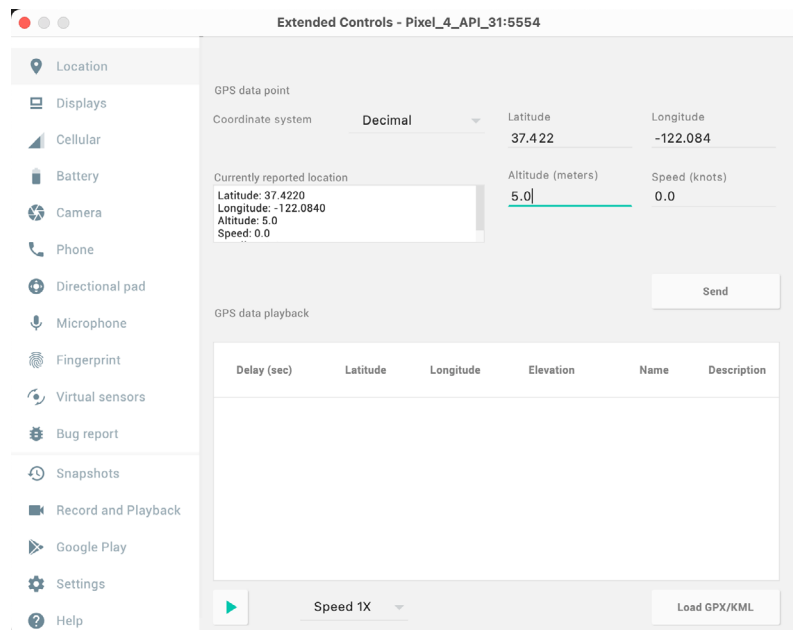 Extended Controls - Pixel_4_API_31:5554
Location
Displays
Cellular
Battery
Camera
Phone
Directional pad
Microphone
Fingerprint
Virtual sensors
Bug report
Snapshots
Record and Playback
Google Play
Settings
Help
GPS data point
Coordinate system
Decimal
Latitude
37.422
Longitude
-122.084
Currently reported location
Latitude: 37.4220
Longitude: -122.0840
Altitude: 5.0
Speed: 0.0
Altitude (meters)
5.0
Speed (knots)
0.0
Send
GPS data playback
Delay (sec) Latitude Longitude Elevation Name Description
Speed 1X
Load GPX/KML